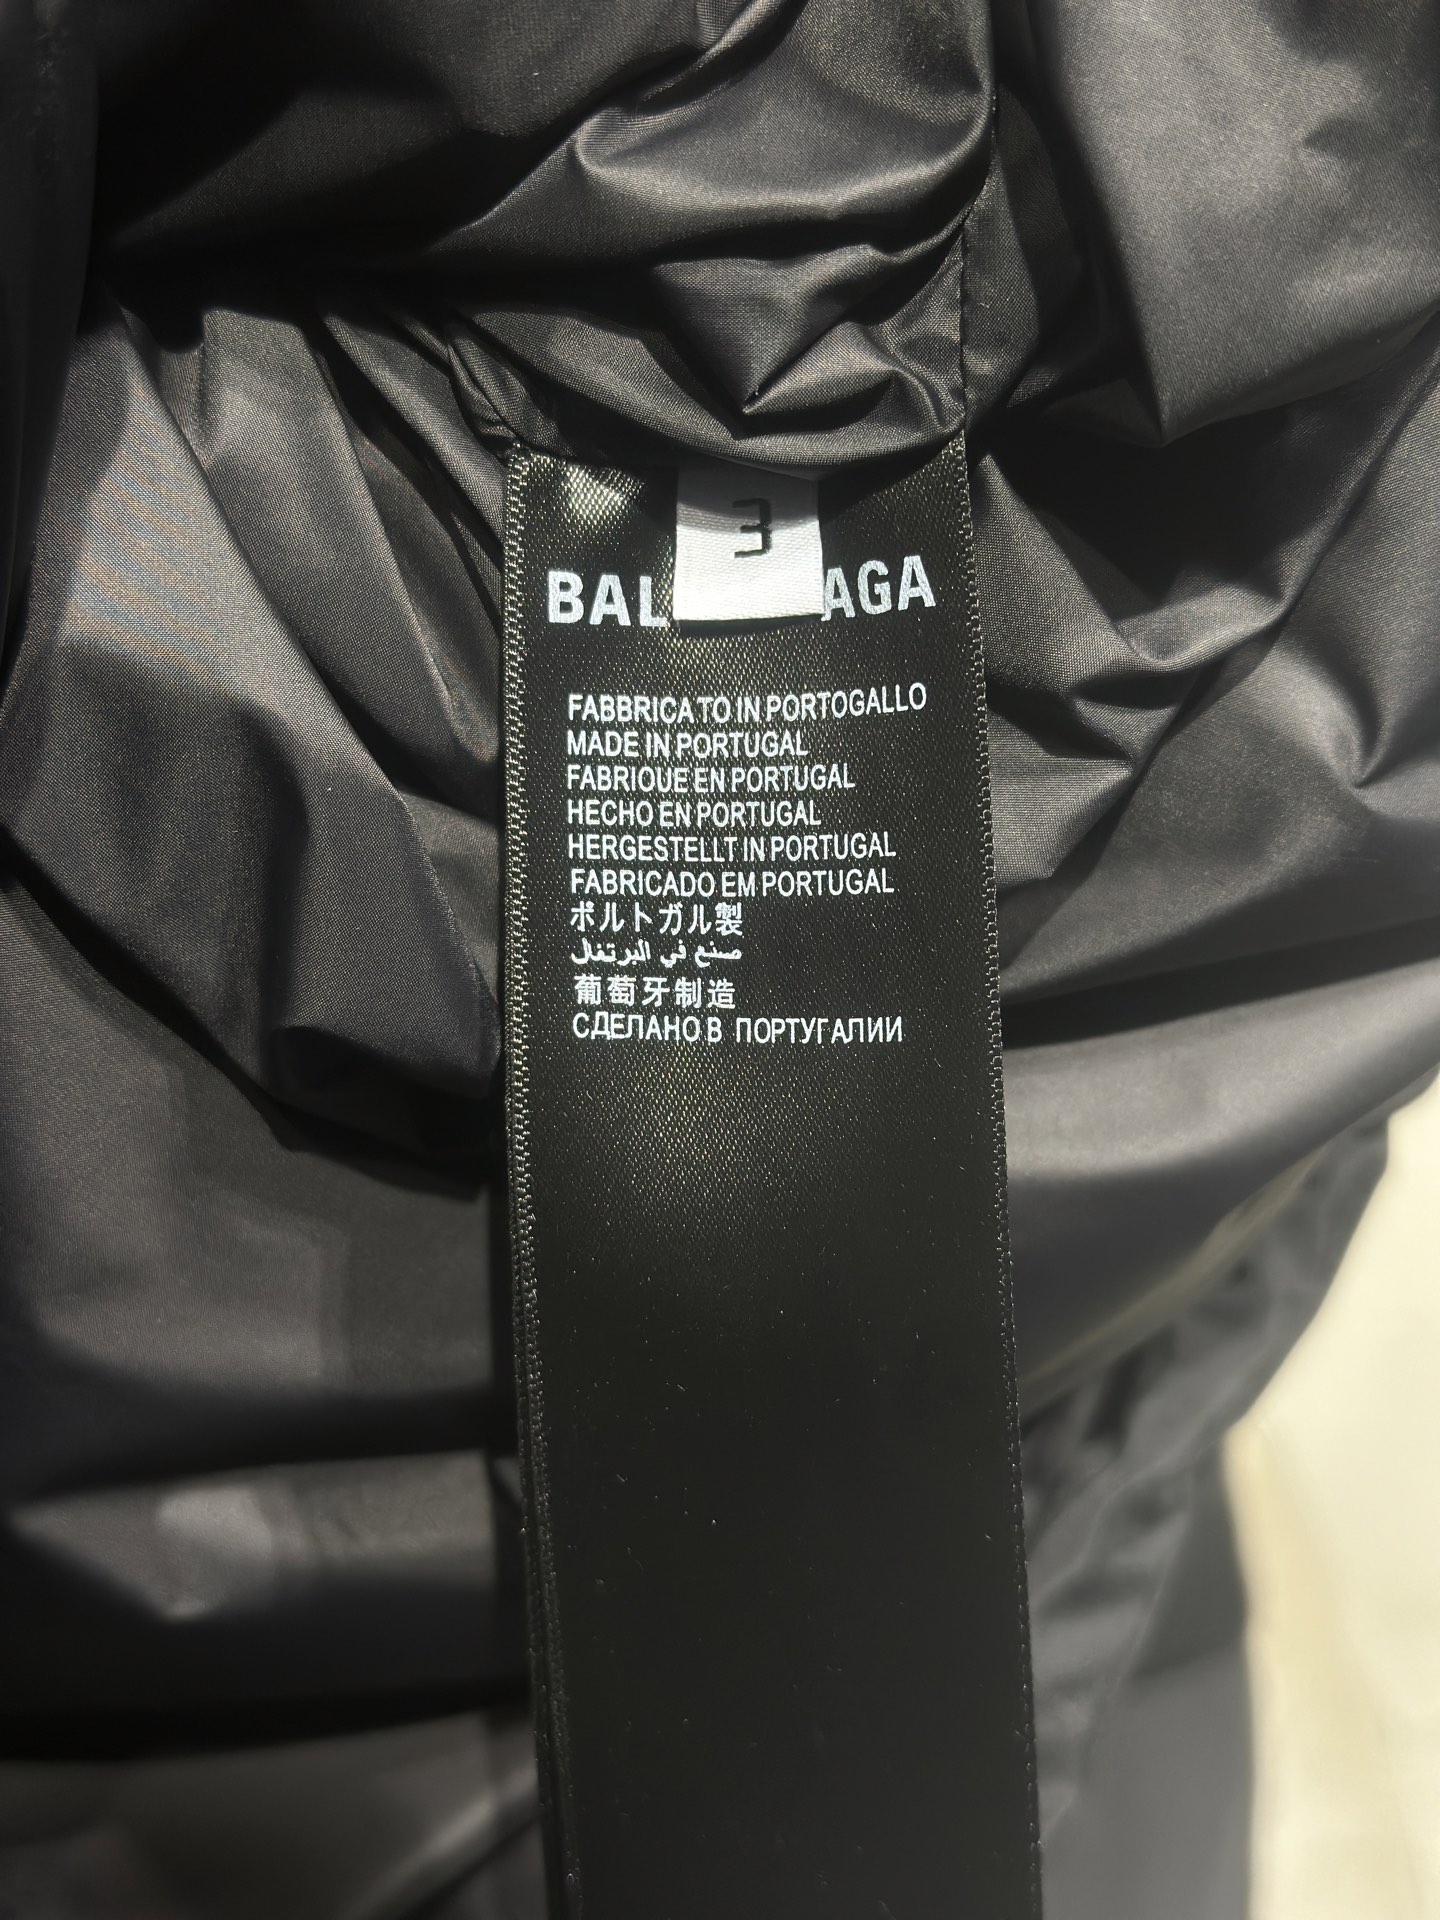 3
BAL AGA
FABBRICATO IN PORTOGALLO
MADE IN PORTUGAL
FABRIQUE EN PORTUGAL
HECHO EN PORTUGAL
HERGESTELLT IN PORTUGAL
FABRICADO EM PORTUGAL
ポルトガル製
صنع في البرتغال
葡萄牙制造
СДЕЛАНО В ПОРТУГАЛИИ